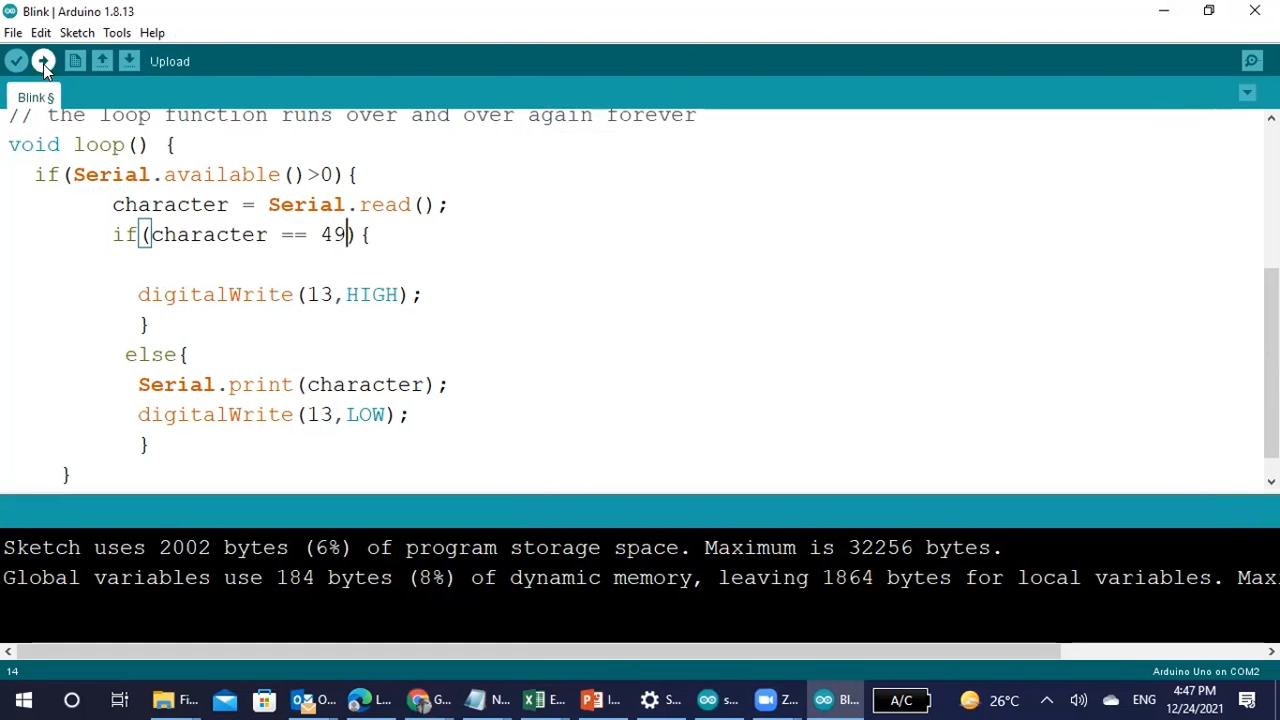 Blink | Arduino 1.8.13
File Edit Sketch Tools Help
Upload
Blink §
// the loop function runs over and over again forever
void loop() {
if(Serial.available()>0){
character = Serial.read();
if(character == 49){
digitalWrite(13,HIGH);
}
else{
Serial.print(character);
digitalWrite(13,LOW);
}
}
Sketch uses 2002 bytes (6%) of program storage space. Maximum is 32256 bytes.
Global variables use 184 bytes (8%) of dynamic memory, leaving 1864 bytes for local variables. Maxi
14 Arduino Uno on COM2
Fi... O... L... G... N... E... I... S... s... Z... Bl... A/C 26°C ENG 4:47 PM
12/24/2021